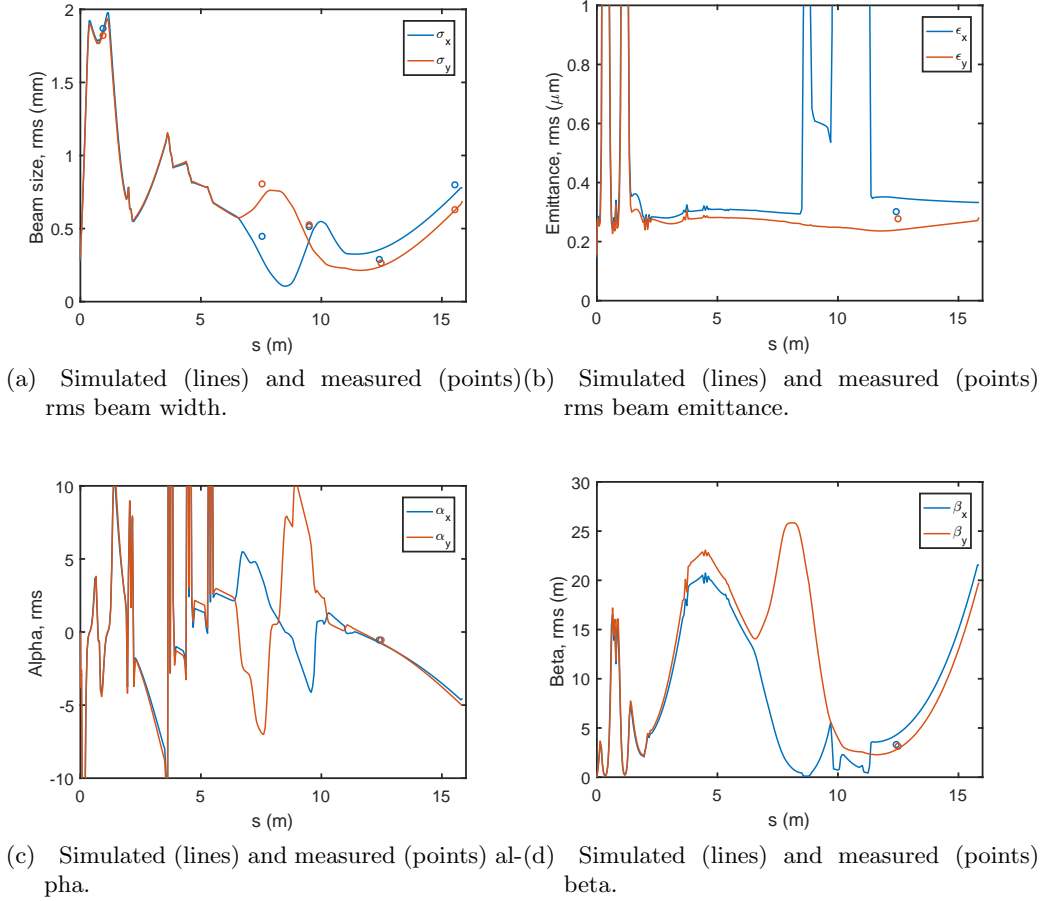 2
1.5
1
0.5
0
0 5 10 15
Beam size, rms (mm)
s (m)
σx
σy
1
0.8
0.6
0.4
0.2
0
0 5 10 15
Emittance, rms (μm)
s (m)
ϵx
ϵy
(a) Simulated (lines) and measured (points)
rms beam width.
(b) Simulated (lines) and measured (points)
rms beam emittance.
10
5
0
-5
-10
0 5 10 15
Alpha, rms
s (m)
αx
αy
30
25
20
15
10
5
0
0 5 10 15
Beta, rms (m)
s (m)
βx
βy
(c) Simulated (lines) and measured (points) al-
pha.
(d) Simulated (lines) and measured (points)
beta.